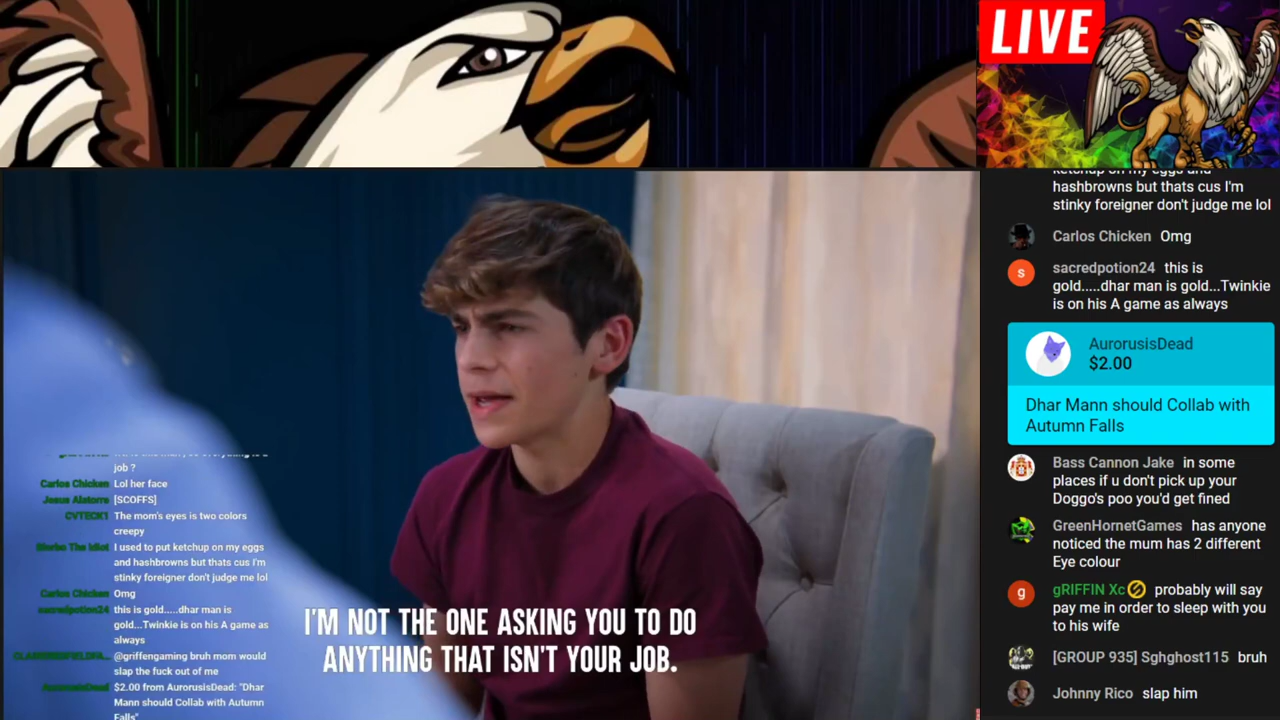 LIVE
hashbrowns but thats cus I'm
stinky foreigner don't judge me lol
Carlos Chicken Omg
s
sacredpotion24 this is
gold.....dhar man is gold...Twinkie
is on his A game as always
AurorusisDead
$2.00
Dhar Mann should Collab with
Autumn Falls
Bass Cannon Jake in some
places if u don't pick up your
Doggo's poo you'd get fined
GreenHornetGames has anyone
noticed the mum has 2 different
Eye colour
g
gRIFFIN Xc probably will say
pay me in order to sleep with you
to his wife
[GROUP 935] Sghghost115 bruh
Johnny Rico slap him
job ?
Carlos Chicken Lol her face
Jesus Alatorre [SCOFFS]
CVTECK1 The mom's eyes is two colors
creepy
I used to put ketchup on my eggs
and hashbrowns but thats cus I'm
stinky foreigner don't judge me lol
Carlos Chicken Omg
sacredpotion24 this is gold.....dhar man is
gold...Twinkie is on his A game as
always
@griffengaming bruh mom would
slap the fuck out of me
AurorusisDead $2.00 from AurorusisDead: "Dhar
Mann should Collab with Autumn
Falls"
I'M NOT THE ONE ASKING YOU TO DO
ANYTHING THAT ISN'T YOUR JOB.